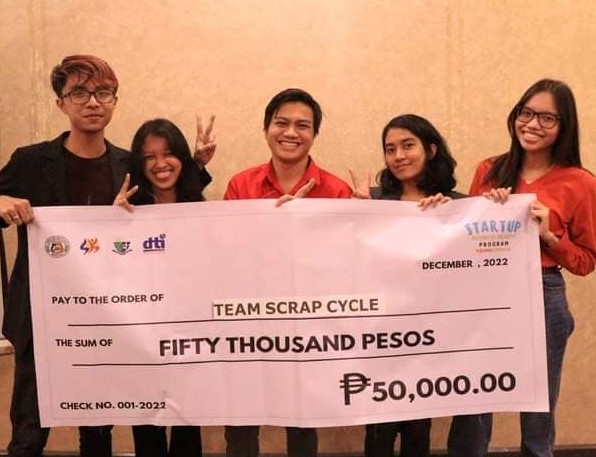 dti
STARTUP
PROGRAM
DECEMBER , 2022
PAY TO THE ORDER OF
TEAM SCRAP CYCLE
THE SUM OF
FIFTY THOUSAND PESOS
₱50,000.00
CHECK NO. 001-2022